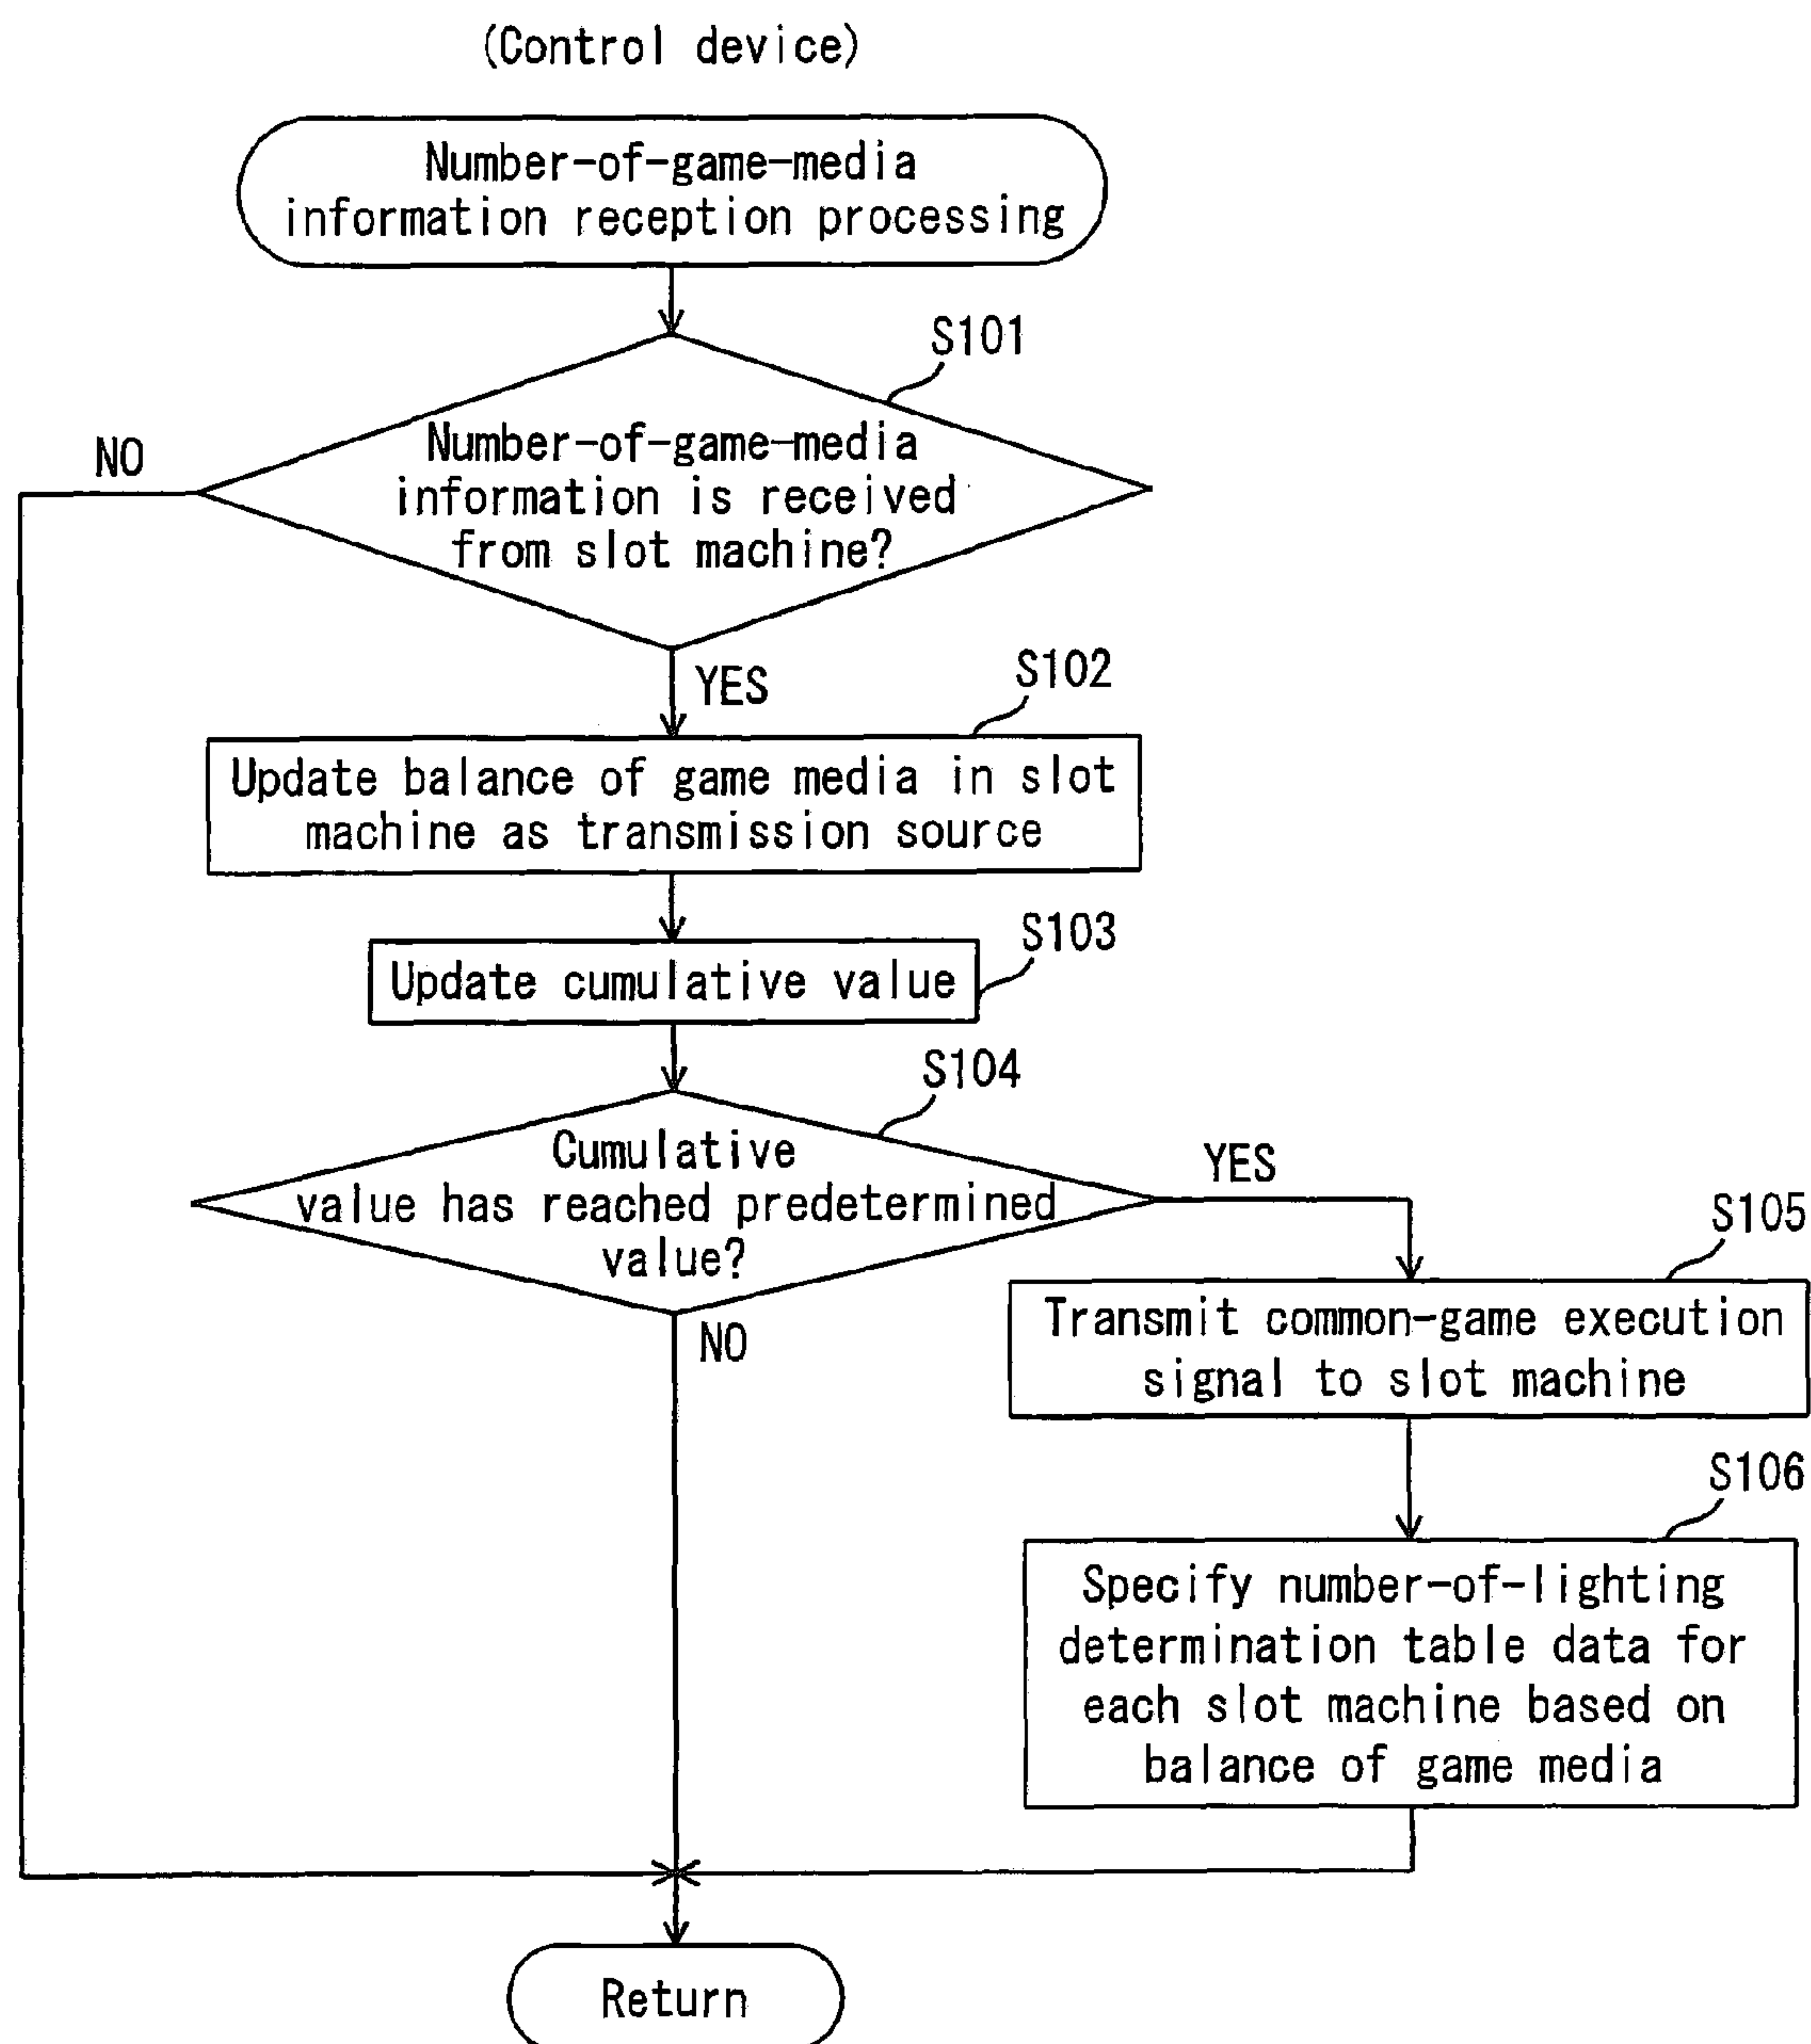 (Control device)
Number-of-game-media
information reception processing
S101
NO
Number-of-game-media
information is received
from slot machine?
YES
S102
Update balance of game media in slot
machine as transmission source
S103
Update cumulative value
S104
Cumulative
value has reached predetermined
value?
YES
NO
S105
Transmit common-game execution
signal to slot machine
S106
Specify number-of-lighting
determination table data for
each slot machine based on
balance of game media
Return